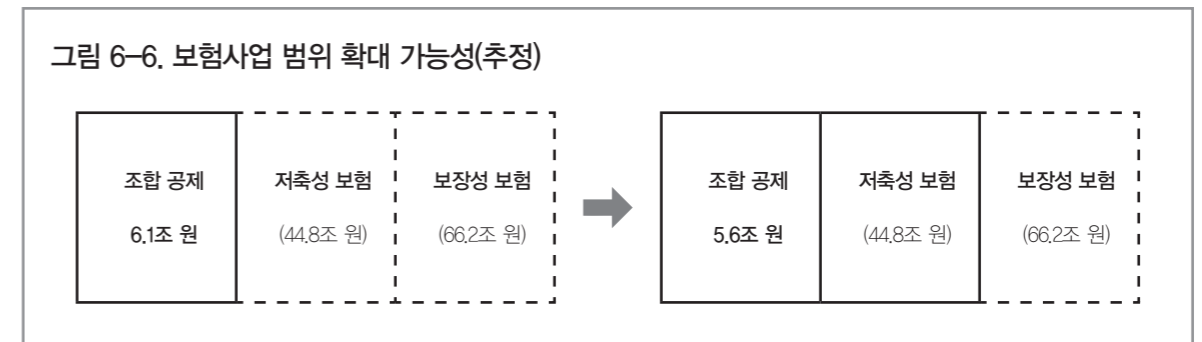 그림 6-6. 보험사업 범위 확대 가능성(추정)
조합 공제 저축성 보험 보장성 보험 조합 공제 저축성 보험 보장성 보험
6.1조 원 (44.8조 원) (66.2조 원) 5.6조 원 (44.8조 원) (66.2조 원)